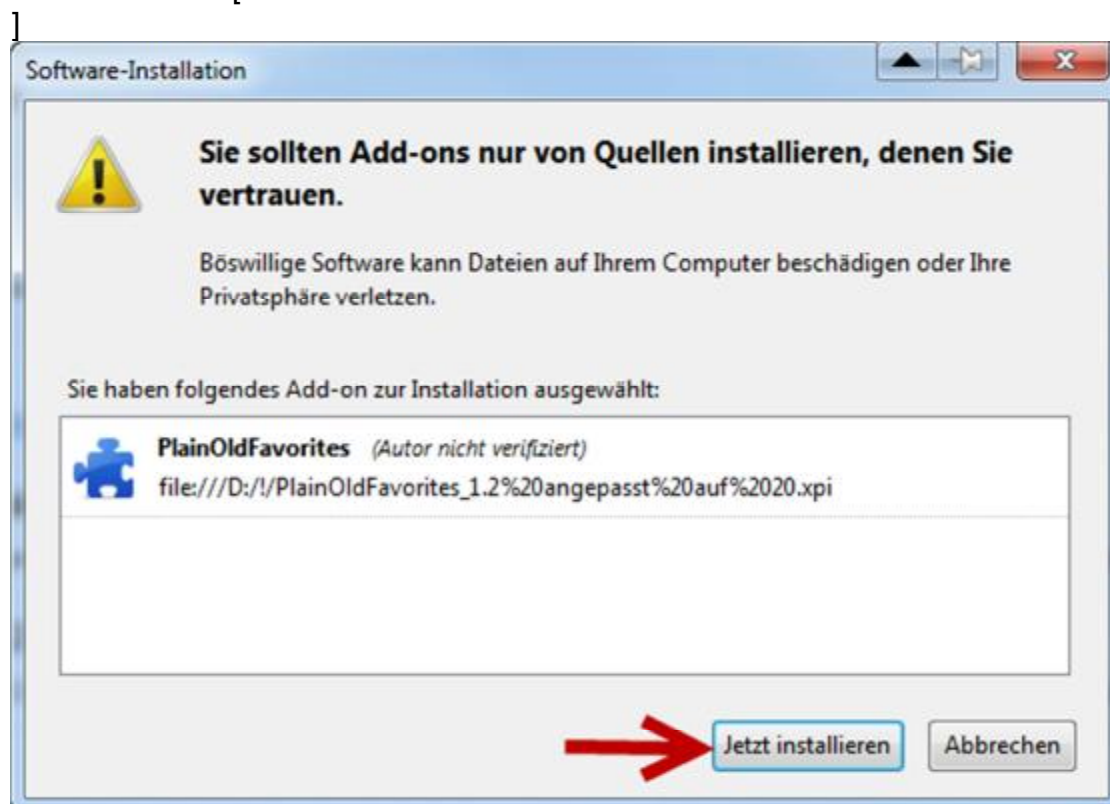 [
]
Software-Installation
Sie sollten Add-ons nur von Quellen installieren, denen Sie
vertrauen.
Böswillige Software kann Dateien auf Ihrem Computer beschädigen oder Ihre
Privatsphäre verletzen.
Sie haben folgendes Add-on zur Installation ausgewählt:
PlainOldFavorites (Autor nicht verifiziert)
file:///D:/!/PlainOldFavorites_1.2%20angepasst%20auf%2020.xpi
Jetzt installieren Abbrechen